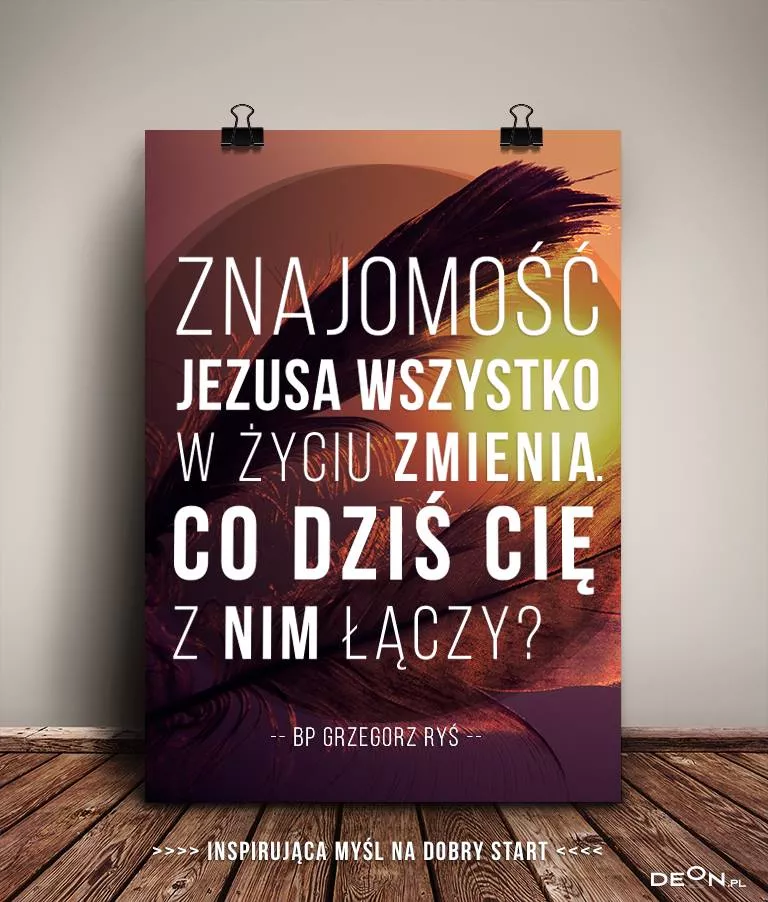 ZNAJOMOŚĆ
JEZUSA WSZYSTKO
W ŻYCIU ZMIENIA.
CO DZIŚ CIĘ
Z NIM ŁĄCZY?
-- BP GRZEGORZ RYŚ --
>>>> INSPIRUJĄCA MYŚL NA DOBRY START <<<<
DEON.PL